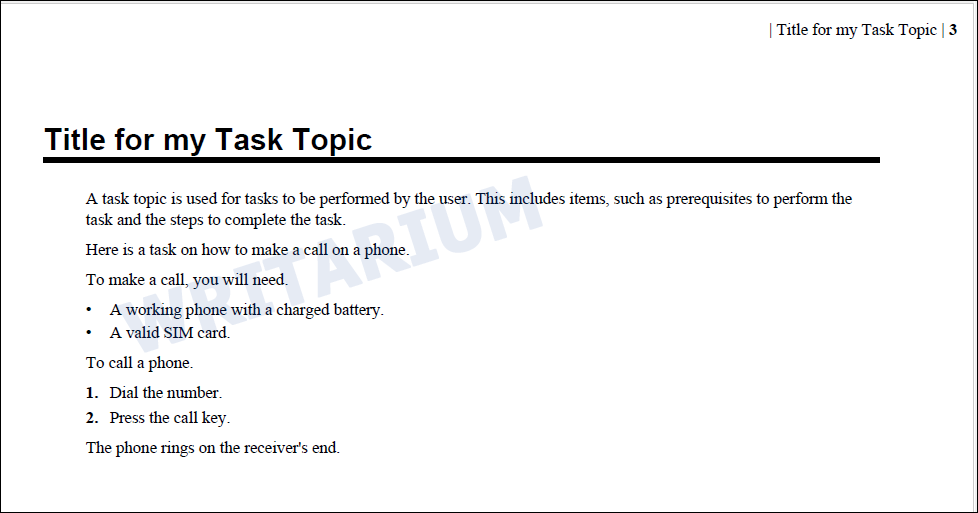 | Title for my Task Topic | 3
Title for my Task Topic
A task topic is used for tasks to be performed by the user. This includes items, such as prerequisites to perform the
task and the steps to complete the task.
Here is a task on how to make a call on a phone.
To make a call, you will need.
• A working phone with a charged battery.
• A valid SIM card.
To call a phone.
1. Dial the number.
2. Press the call key.
The phone rings on the receiver's end.
WRITARIUM